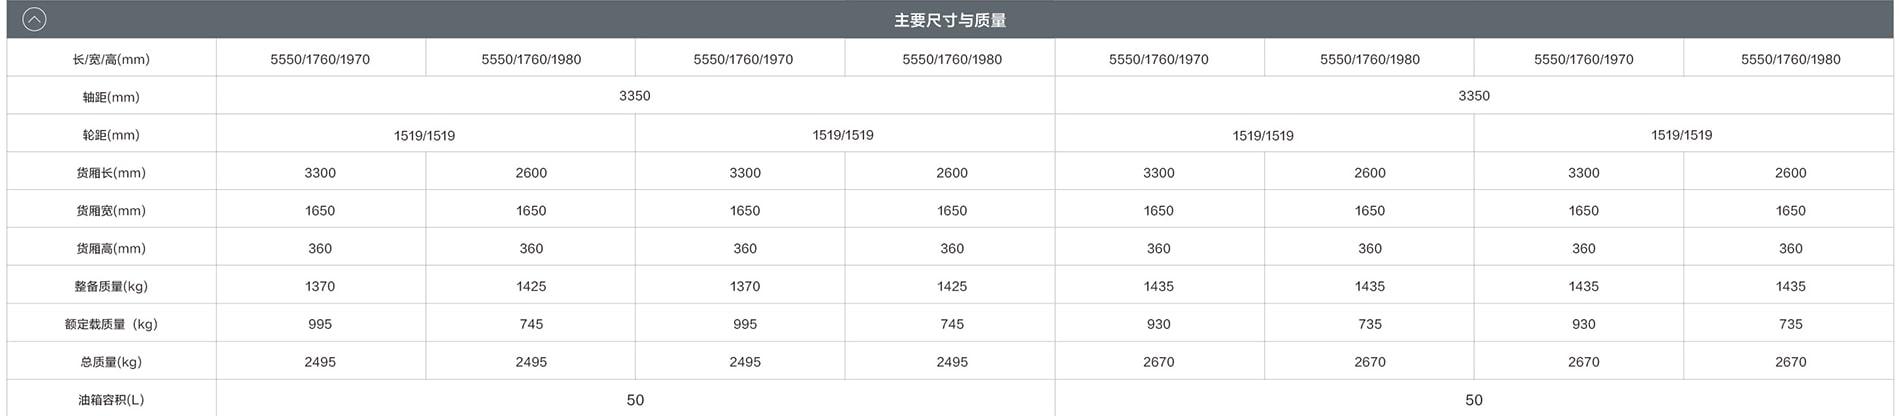 主要尺寸与质量
长/宽/高(mm) 5550/1760/1970 5550/1760/1980 5550/1760/1970 5550/1760/1980 5550/1760/1970 5550/1760/1980 5550/1760/1970 5550/1760/1980
轴距(mm) 3350 3350
轮距(mm) 1519/1519 1519/1519 1519/1519 1519/1519
货厢长(mm) 3300 2600 3300 2600 3300 2600 3300 2600
货厢宽(mm) 1650 1650 1650 1650 1650 1650 1650 1650
货厢高(mm) 360 360 360 360 360 360 360 360
整备质量(kg) 1370 1425 1370 1425 1435 1435 1435 1435
额定载质量（kg） 995 745 995 745 930 735 930 735
总质量(kg) 2495 2495 2495 2495 2670 2670 2670 2670
油箱容积(L) 50 50